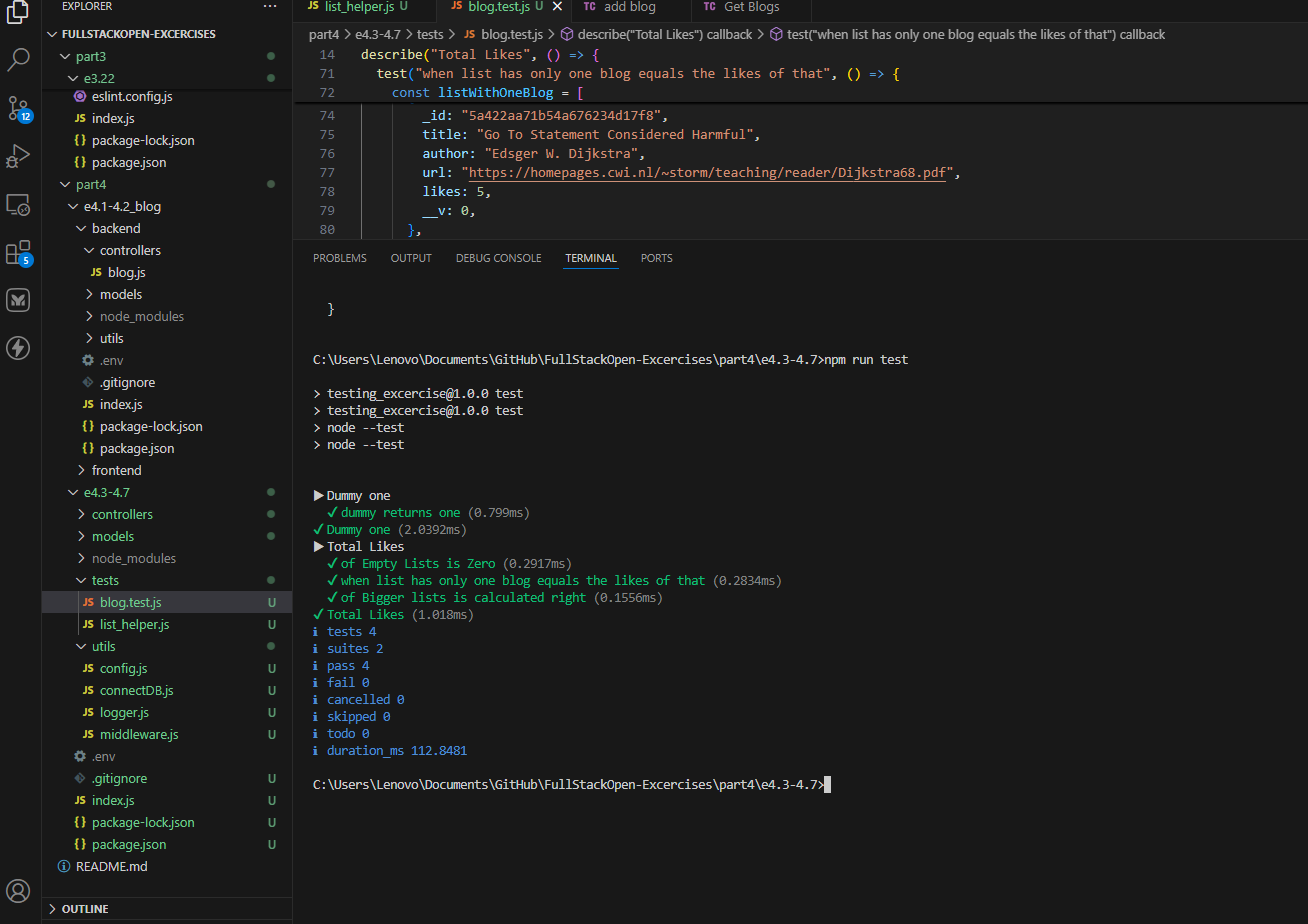 EXPLORER
...
FULLSTACKOPEN-EXCERCISES
part3
e3.22
eslint.config.js
JS index.js
{} package-lock.json
{} package.json
part4
e4.1-4.2_blog
backend
controllers
JS blog.js
models
node_modules
utils
.env
.gitignore
JS index.js
{} package-lock.json
{} package.json
frontend
e4.3-4.7
controllers
models
node_modules
tests
JS blog.test.js U
JS list_helper.js U
utils
JS config.js U
JS connectDB.js U
JS logger.js U
JS middleware.js U
.env
.gitignore U
JS index.js U
{} package-lock.json U
{} package.json U
README.md
OUTLINE
12
5
JS list_helper.js U
JS blog.test.js U
TC add blog
TC Get Blogs
part4 > e4.3-4.7 > tests > JS blog.test.js > describe("Total Likes") callback > test("when list has only one blog equals the likes of that") callback
14 describe("Total Likes", () => {
71 test("when list has only one blog equals the likes of that", () => {
72 const listWithOneBlog = [
74 _id: "5a422aa71b54a676234d17f8",
75 title: "Go To Statement Considered Harmful",
76 author: "Edsger W. Dijkstra",
77 url: "https://homepages.cwi.nl/~storm/teaching/reader/Dijkstra68.pdf",
78 likes: 5,
79 __v: 0,
80 },
PROBLEMS OUTPUT DEBUG CONSOLE TERMINAL PORTS
}
C:\Users\Lenovo\Documents\GitHub\FullStackOpen-Excercises\part4\e4.3-4.7>npm run test
> testing_excercise@1.0.0 test
> testing_excercise@1.0.0 test
> node --test
> node --test
▶ Dummy one
✓ dummy returns one (0.799ms)
✓ Dummy one (2.0392ms)
▶ Total Likes
✓ of Empty Lists is Zero (0.2917ms)
✓ when list has only one blog equals the likes of that (0.2834ms)
✓ of Bigger lists is calculated right (0.1556ms)
✓ Total Likes (1.018ms)
i tests 4
i suites 2
i pass 4
i fail 0
i cancelled 0
i skipped 0
i todo 0
i duration_ms 112.8481
C:\Users\Lenovo\Documents\GitHub\FullStackOpen-Excercises\part4\e4.3-4.7>